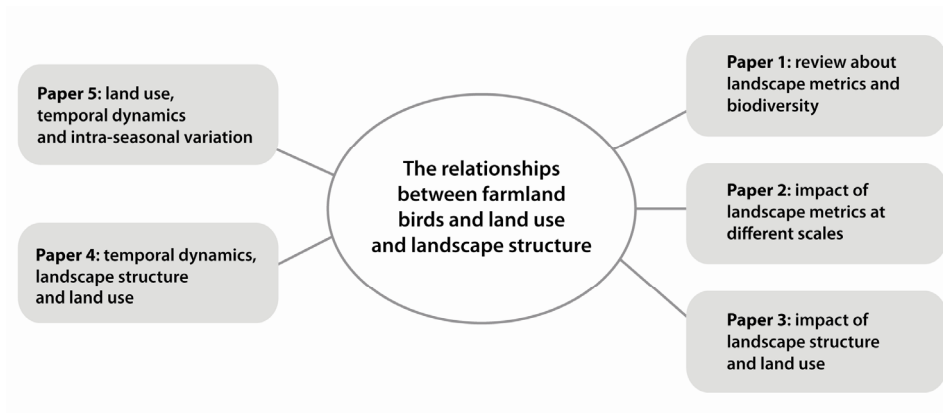 Paper 5: land use,
temporal dynamics
and intra-seasonal variation
Paper 4: temporal dynamics,
landscape structure
and land use
The relationships
between farmland
birds and land use
and landscape structure
Paper 1: review about
landscape metrics and
biodiversity
Paper 2: impact of
landscape metrics at
different scales
Paper 3: impact of
landscape structure
and land use